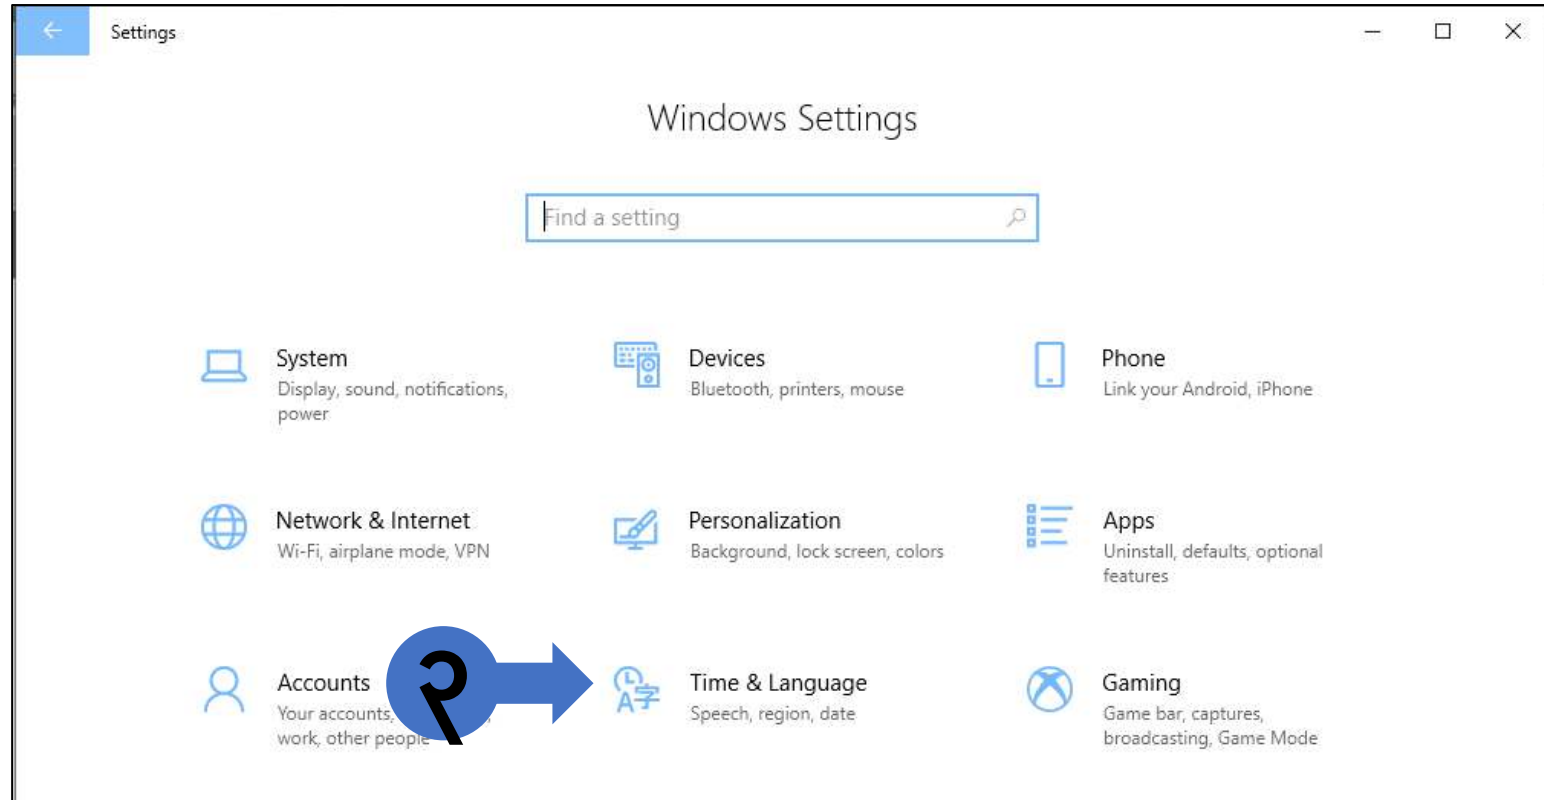 Settings
Windows Settings
Find a setting
System
Display, sound, notifications,
power
Devices
Bluetooth, printers, mouse
Phone
Link your Android, iPhone
Network & Internet
Wi-Fi, airplane mode, VPN
Personalization
Background, lock screen, colors
Apps
Uninstall, defaults, optional
features
Accounts
Your accounts,
work, other people
२
Time & Language
Speech, region, date
Gaming
Game bar, captures,
broadcasting, Game Mode